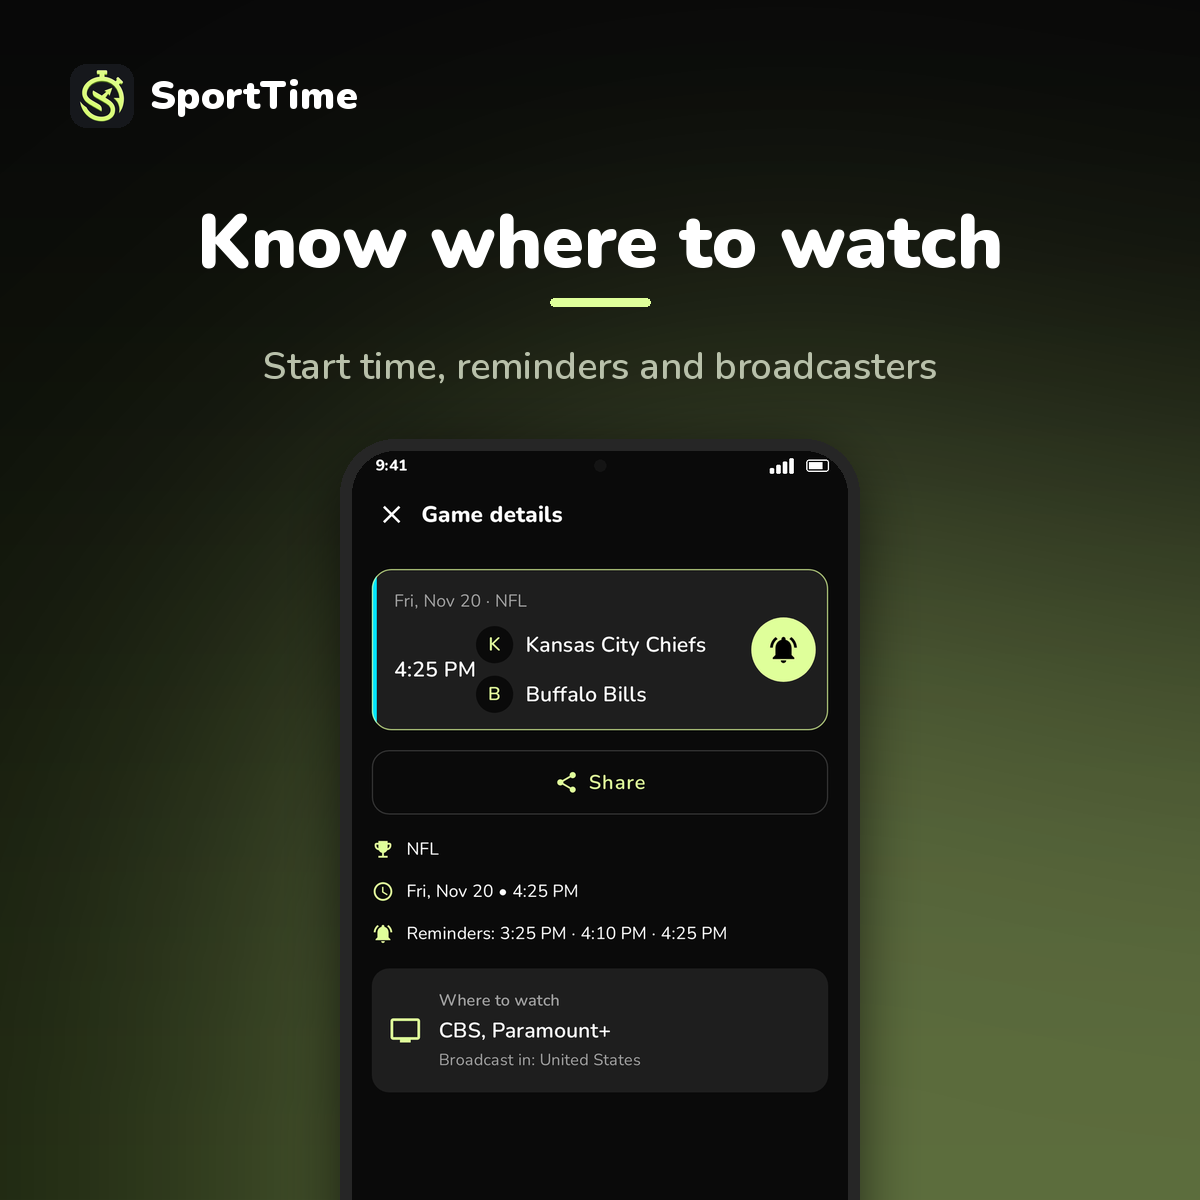 SportTime
Know where to watch
Start time, reminders and broadcasters
9:41
Game details
Fri, Nov 20 · NFL
4:25 PM
K Kansas City Chiefs
B Buffalo Bills
Share
NFL
Fri, Nov 20 • 4:25 PM
Reminders: 3:25 PM · 4:10 PM · 4:25 PM
Where to watch
CBS, Paramount+
Broadcast in: United States